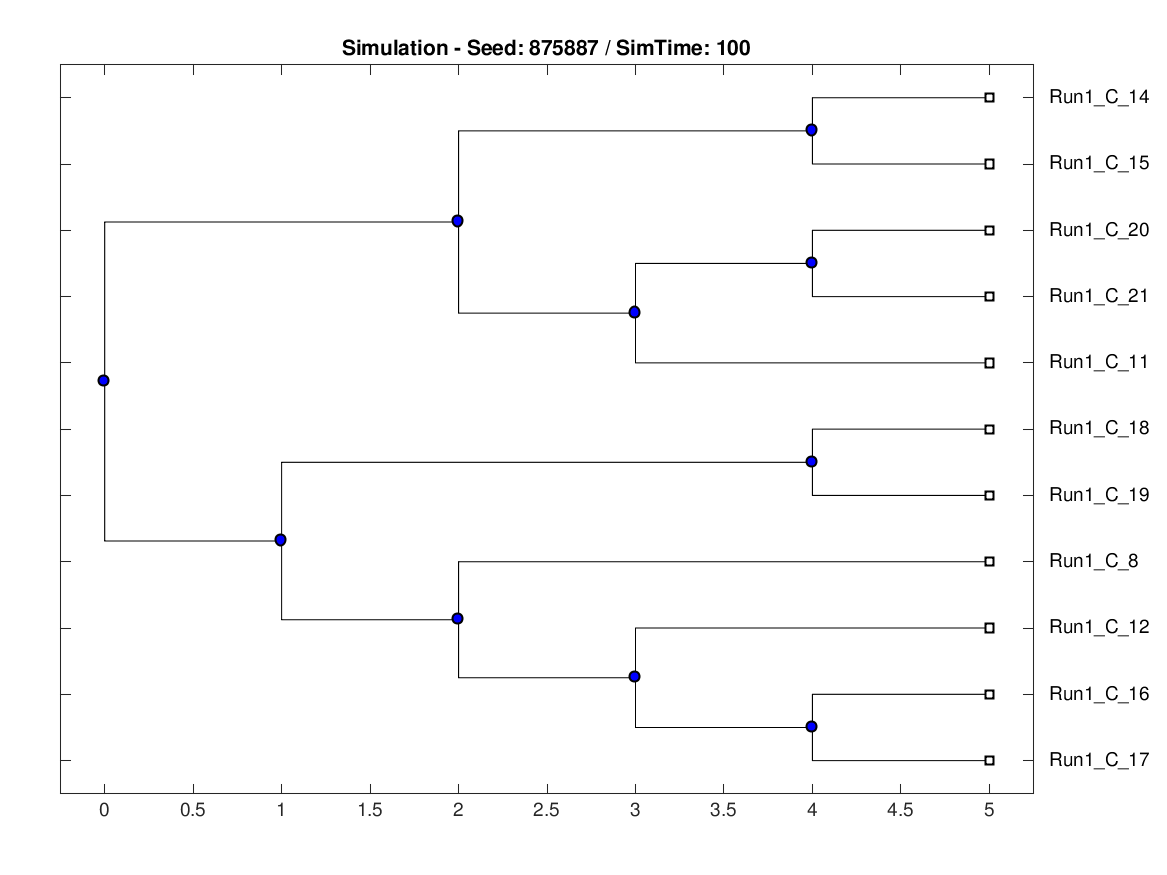 Simulation - Seed: 875887 / SimTime: 100
Run1_C_14
Run1_C_15
Run1_C_20
Run1_C_21
Run1_C_11
Run1_C_18
Run1_C_19
Run1_C_8
Run1_C_12
Run1_C_16
Run1_C_17
0 0.5 1 1.5 2 2.5 3 3.5 4 4.5 5